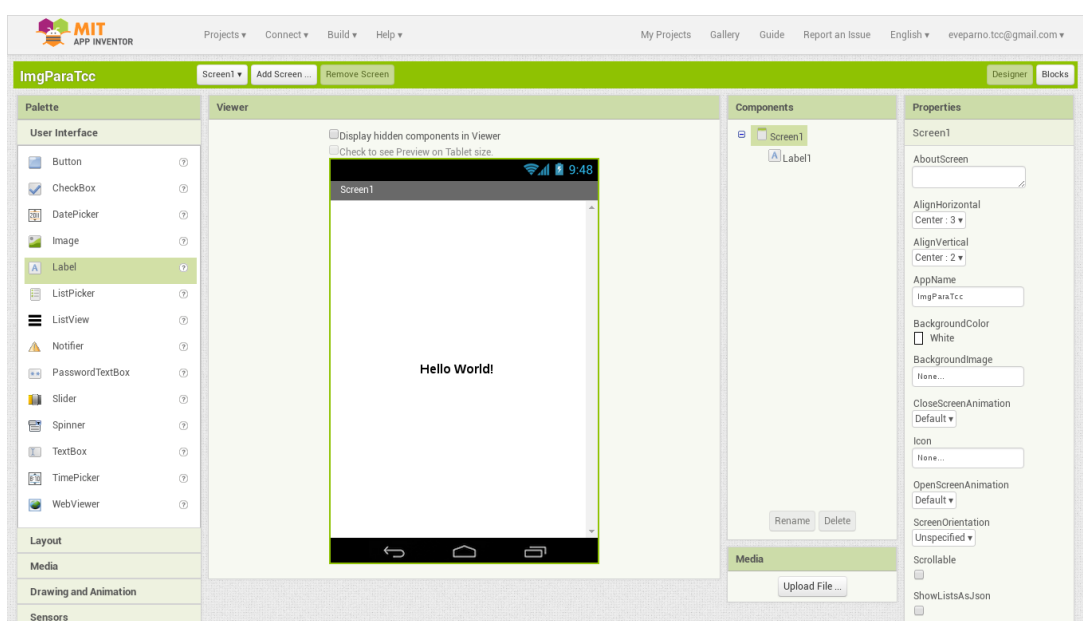 MIT
APP INVENTOR
Projects ▾ Connect ▾ Build ▾ Help ▾ My Projects Gallery Guide Report an Issue English ▾ eveparno.tcc@gmail.com ▾
ImgParaTcc Screen1 ▾ Add Screen ... Remove Screen Designer Blocks
Palette
User Interface
Button ?
CheckBox ?
DatePicker ?
Image ?
Label ?
ListPicker ?
ListView ?
Notifier ?
PasswordTextBox ?
Slider ?
Spinner ?
TextBox ?
TimePicker ?
WebViewer ?
Layout
Media
Drawing and Animation
Sensors
Viewer
Display hidden components in Viewer
Check to see Preview on Tablet size.
9:48
Screen1
Hello World!
Components
Screen1
A Label1
Rename Delete
Media
Upload File ...
Properties
Screen1
AboutScreen
AlignHorizontal
Center : 3 ▾
AlignVertical
Center : 2 ▾
AppName
ImgParaTcc
BackgroundColor
White
BackgroundImage
None...
CloseScreenAnimation
Default ▾
Icon
None...
OpenScreenAnimation
Default ▾
ScreenOrientation
Unspecified ▾
Scrollable
ShowListsAsJson